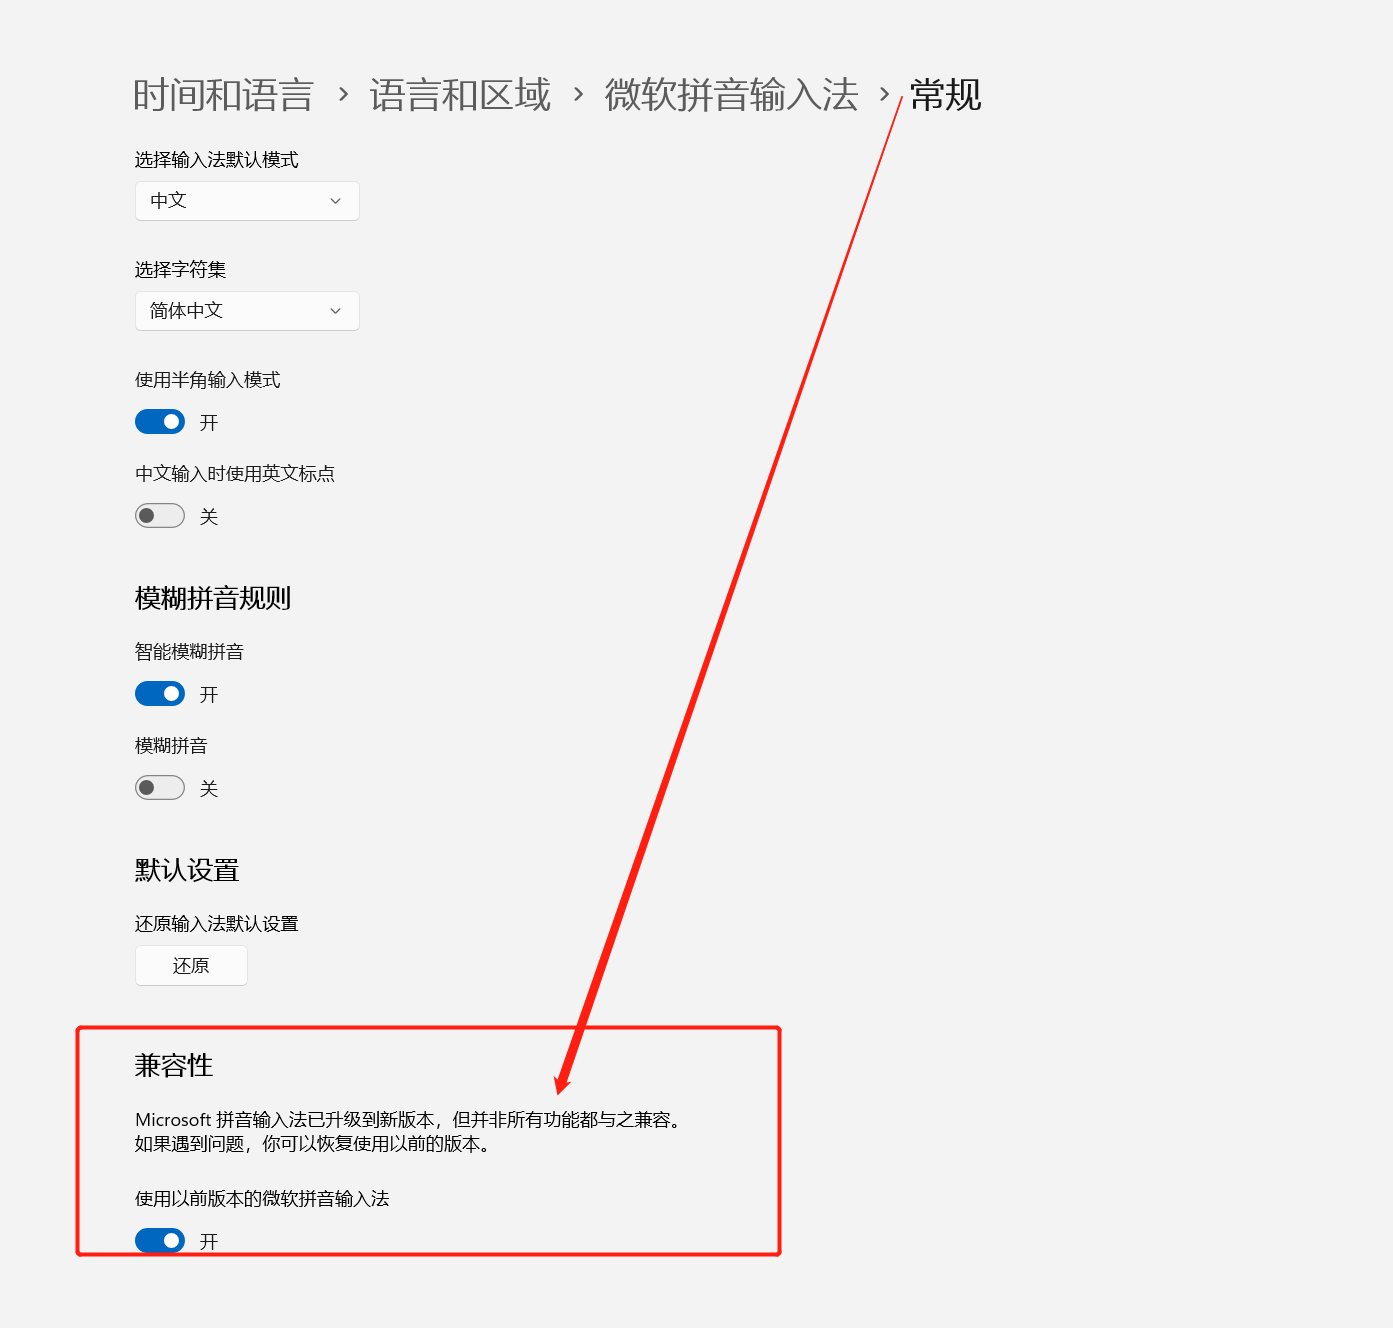 时间和语言 › 语言和区域 › 微软拼音输入法 › 常规
选择输入法默认模式
中文
选择字符集
简体中文
使用半角输入模式
开
中文输入时使用英文标点
关
模糊拼音规则
智能模糊拼音
开
模糊拼音
关
默认设置
还原输入法默认设置
还原
兼容性
Microsoft 拼音输入法已升级到新版本，但并非所有功能都与之兼容。
如果遇到问题，你可以恢复使用以前的版本。
使用以前版本的微软拼音输入法
开